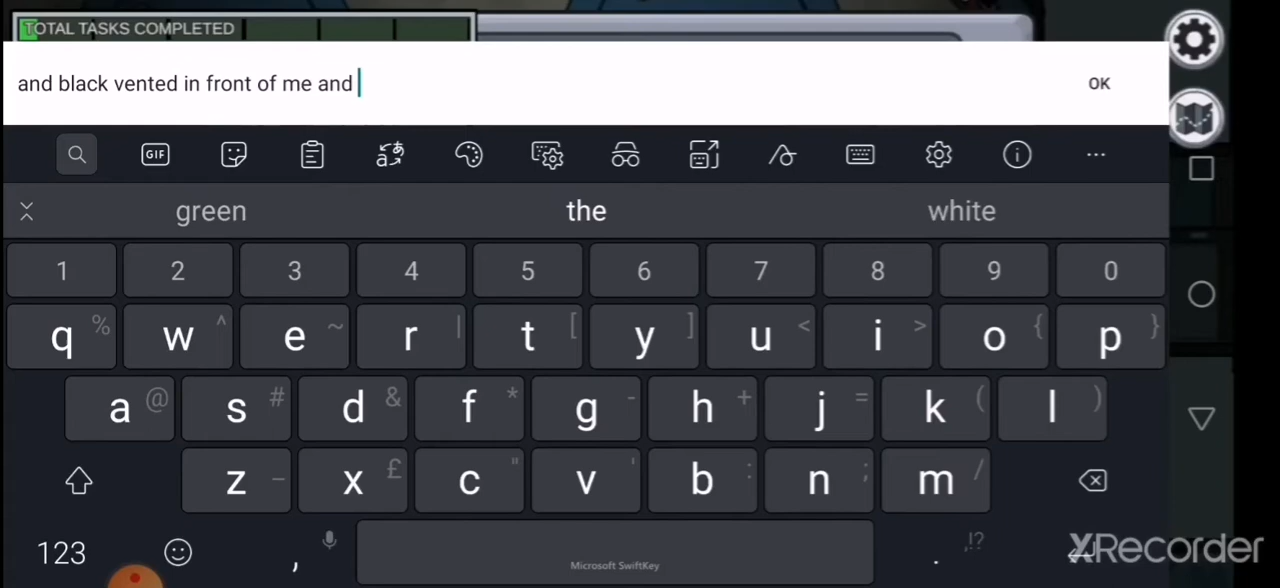 TOTAL TASKS COMPLETED
and black vented in front of me and
OK
GIF
green the white
1 2 3 4 5 6 7 8 9 0
q % w ^ e ~ r | t [ y ] u < i > o { p }
a @ s # d & f * g - h + j = k ( l )
z _ x £ c " v ' b : n ; m /
123 , Microsoft SwiftKey . ,!?
XRecorder